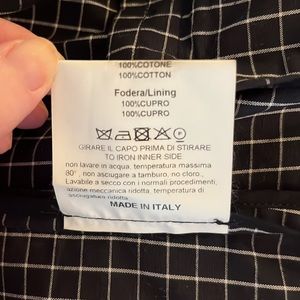 100%COTONE
100%COTTON
Fodera/Lining
100%CUPRO
100%CUPRO
GIRARE IL CAPO PRIMA DI STIRARE
TO IRON INNER SIDE
non lavare in acqua, temperatura massima
80°, non asciugare a tamburo, no cloro,
Lavabile a secco con i normali procedimenti,
azione meccanica ridotta, temperatura di
asciugatura ridotta.
MADE IN ITALY